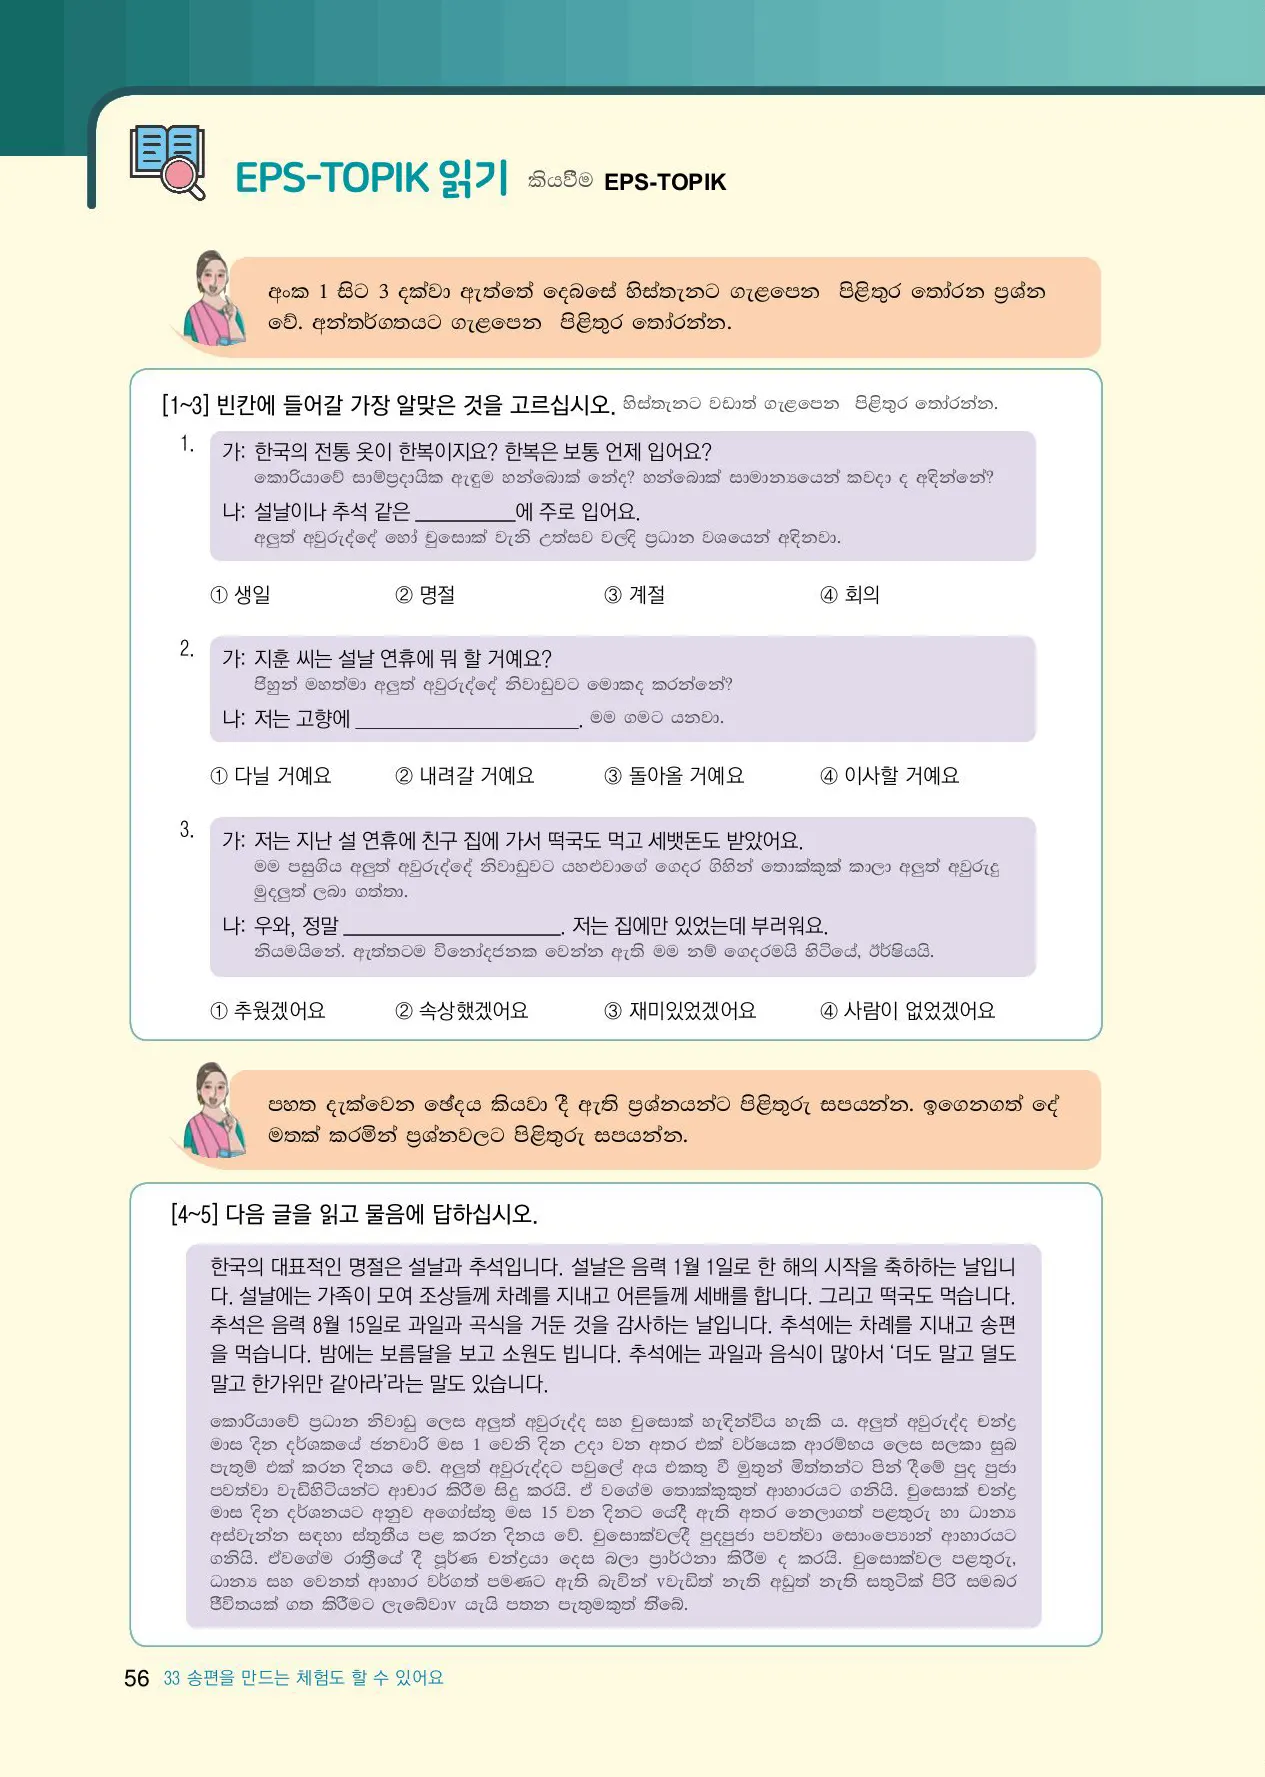 EPS-TOPIK 읽기 කියවීම EPS-TOPIK
අංක 1 සිට 3 දක්වා ඇත්තේ දෙබසේ හිස්තැනට ගැළපෙන පිළිතුර තෝරන ප්‍රශ්න
වේ. අන්තර්ගතයට ගැළපෙන පිළිතුර තෝරන්න.
[1~3] 빈칸에 들어갈 가장 알맞은 것을 고르십시오. හිස්තැනට වඩාත් ගැළපෙන පිළිතුර තෝරන්න.
1.
가: 한국의 전통 옷이 한복이지요? 한복은 보통 언제 입어요?
කොරියාවේ සාම්ප්‍රදායික ඇඳුම හන්බොක් නේද? හන්බොක් සාමාන්‍යයෙන් කවදා ද අඳින්නේ?
나: 설날이나 추석 같은 __________에 주로 입어요.
අලුත් අවුරුද්දේ හෝ චුසොක් වැනි උත්සව වලදි ප්‍රධාන වශයෙන් අඳිනවා.
① 생일 ② 명절 ③ 계절 ④ 회의
2.
가: 지훈 씨는 설날 연휴에 뭐 할 거예요?
ජිහුන් මහත්මා අලුත් අවුරුද්දේ නිවාඩුවට මොකද කරන්නේ?
나: 저는 고향에 ______________________. මම ගමට යනවා.
① 다닐 거예요 ② 내려갈 거예요 ③ 돌아올 거예요 ④ 이사할 거예요
3.
가: 저는 지난 설 연휴에 친구 집에 가서 떡국도 먹고 세뱃돈도 받았어요.
මම පසුගිය අලුත් අවුරුද්දේ නිවාඩුවට යහළුවාගේ ගෙදර ගිහින් තොක්කුක් කාලා අලුත් අවුරුදු
මුදලුත් ලබා ගත්තා.
나: 우와, 정말 ______________________. 저는 집에만 있었는데 부러워요.
නියමයිනේ. ඇත්තටම විනෝදජනක වෙන්න ඇති මම නම් ගෙදරමයි හිටියේ, ඊර්ෂියයි.
① 추웠겠어요 ② 속상했겠어요 ③ 재미있었겠어요 ④ 사람이 없었겠어요
පහත දැක්වෙන ඡේදය කියවා දී ඇති ප්‍රශ්නයන්ට පිළිතුරු සපයන්න. ඉගෙනගත් දේ
මතක් කරමින් ප්‍රශ්නවලට පිළිතුරු සපයන්න.
[4~5] 다음 글을 읽고 물음에 답하십시오.
한국의 대표적인 명절은 설날과 추석입니다. 설날은 음력 1월 1일로 한 해의 시작을 축하하는 날입니
다. 설날에는 가족이 모여 조상들께 차례를 지내고 어른들께 세배를 합니다. 그리고 떡국도 먹습니다.
추석은 음력 8월 15일로 과일과 곡식을 거둔 것을 감사하는 날입니다. 추석에는 차례를 지내고 송편
을 먹습니다. 밤에는 보름달을 보고 소원도 빕니다. 추석에는 과일과 음식이 많아서 ‘더도 말고 덜도
말고 한가위만 같아라’라는 말도 있습니다.
කොරියාවේ ප්‍රධාන නිවාඩු ලෙස අලුත් අවුරුද්ද සහ චුසොක් හැඳින්විය හැකි ය. අලුත් අවුරුද්ද චන්ද්‍ර
මාස දින දර්ශකයේ ජනවාරි මස 1 වෙනි දින උදා වන අතර එක් වර්ෂයක ආරම්භය ලෙස සලකා සුබ
පැතුම් එක් කරන දිනය වේ. අලුත් අවුරුද්දට පවුලේ අය එකතු වී මුතුන් මිත්තන්ට පින් දීමේ පුද පුජා
පවත්වා වැඩිහිටියන්ට ආචාර කිරීම සිදු කරයි. ඒ වගේම තොක්කුකුත් ආහාරයට ගනියි. චුසොක් චන්ද්‍ර
මාස දින දර්ශනයට අනුව අගෝස්තු මස 15 වන දිනට යෙදී ඇති අතර නෙලාගත් පළතුරු හා ධාන්‍ය
අස්වැන්න සඳහා ස්තූතිය පළ කරන දිනය වේ. චුසොක්වලදී පුදපුජා පවත්වා සොංප්‍යොන් ආහාරයට
ගනියි. ඒවගේම රාත්‍රියේ දී පූර්ණ චන්ද්‍රයා දෙස බලා ප්‍රාර්ථනා කිරීම ද කරයි. චුසොක්වල පළතුරු,
ධාන්‍ය සහ වෙනත් ආහාර වර්ගත් පමණට ඇති බැවින් vවැඩිත් නැති අඩුත් නැති සතුටින් පිරි සමබර
ජීවිතයක් ගත කිරීමට ලැබේවාv යැයි පතන පැතුමකුත් තිබේ.
56 33 송편을 만드는 체험도 할 수 있어요